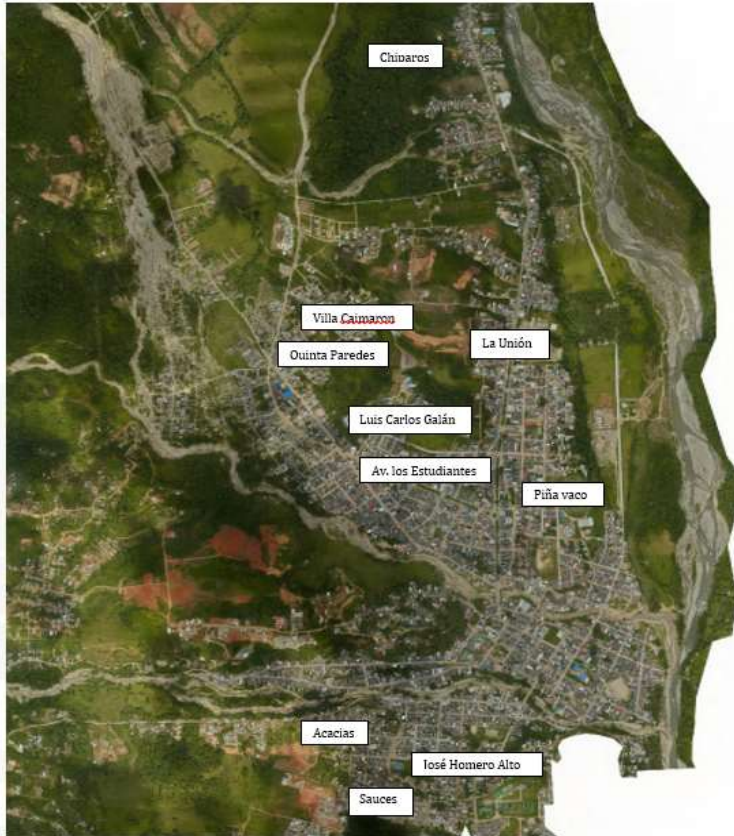 Chiparos
Villa Caimaron
La Unión
Quinta Paredes
Luis Carlos Galán
Av. los Estudiantes
Piña vaco
Acacias
José Homero Alto
Sauces